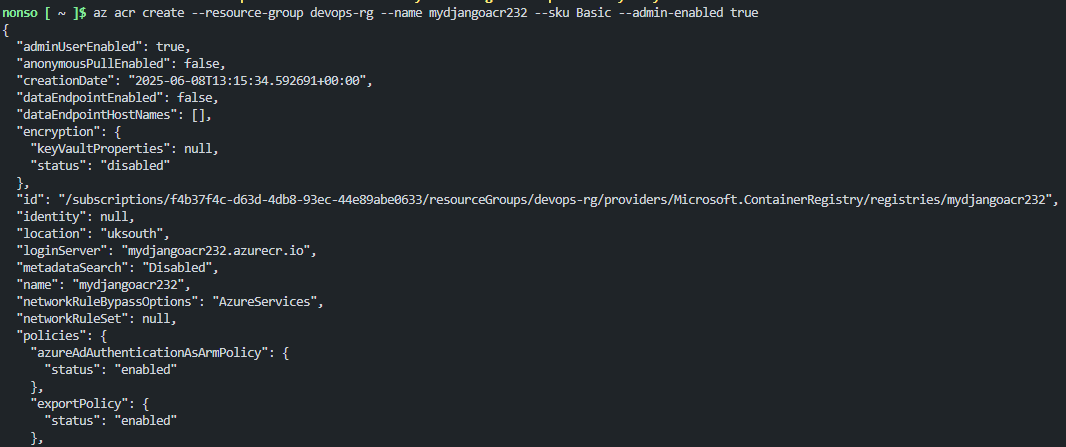 nonso [ ~ ]$ az acr create --resource-group devops-rg --name mydjangoacr232 --sku Basic --admin-enabled true
{
  "adminUserEnabled": true,
  "anonymousPullEnabled": false,
  "creationDate": "2025-06-08T13:15:34.592691+00:00",
  "dataEndpointEnabled": false,
  "dataEndpointHostNames": [],
  "encryption": {
    "keyVaultProperties": null,
    "status": "disabled"
  },
  "id": "/subscriptions/f4b37f4c-d63d-4db8-93ec-44e89abe0633/resourceGroups/devops-rg/providers/Microsoft.ContainerRegistry/registries/mydjangoacr232",
  "identity": null,
  "location": "uksouth",
  "loginServer": "mydjangoacr232.azurecr.io",
  "metadataSearch": "Disabled",
  "name": "mydjangoacr232",
  "networkRuleBypassOptions": "AzureServices",
  "networkRuleSet": null,
  "policies": {
    "azureAdAuthenticationAsArmPolicy": {
      "status": "enabled"
    },
    "exportPolicy": {
      "status": "enabled"
    },